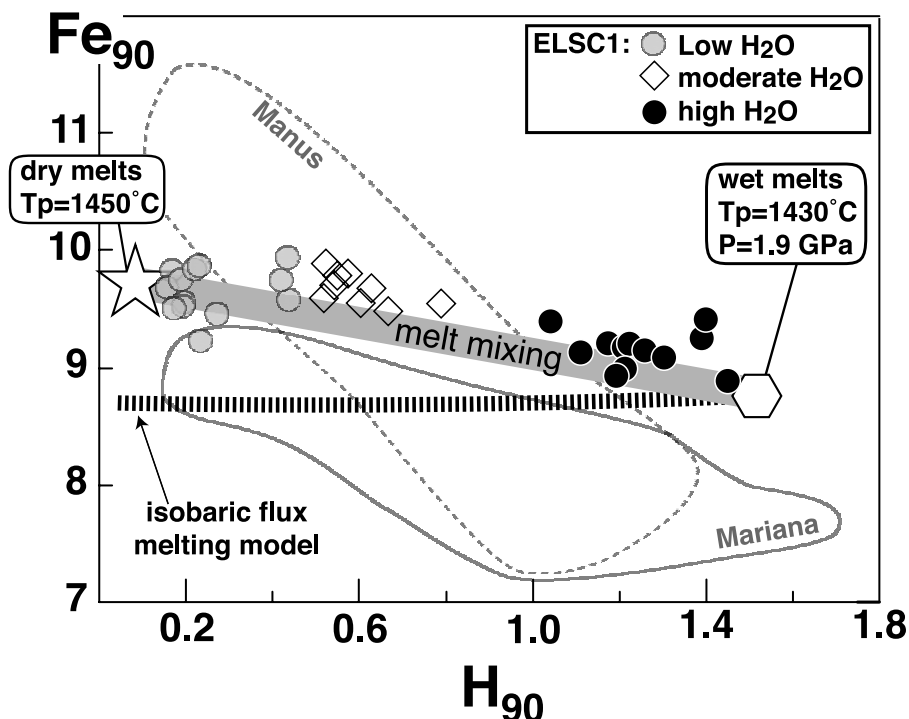 Fe90
ELSC1: Low H2O
moderate H2O
high H2O
11
Manus
dry melts
Tp=1450°C
wet melts
Tp=1430°C
P=1.9 GPa
10
melt mixing
9
8
isobaric flux
melting model
Mariana
7
0.2 0.6 1.0 1.4 1.8
H90